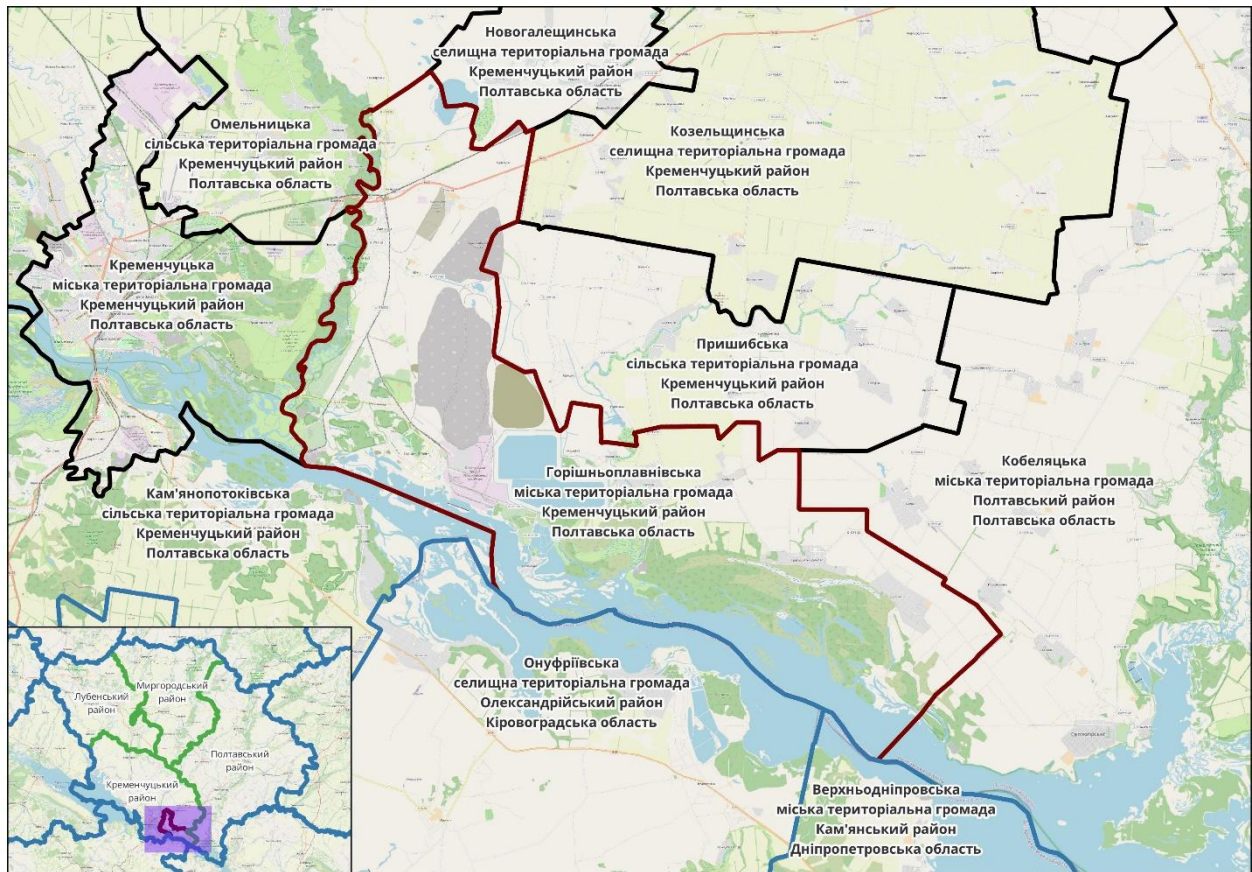 Новогалещинська
селищна територіальна громада
Кременчуцький район
Полтавська область
Омельницька
сільська територіальна громада
Кременчуцький район
Полтавська область
Козельщинська
селищна територіальна громада
Кременчуцький район
Полтавська область
Кременчуцька
міська територіальна громада
Кременчуцький район
Полтавська область
Пришибська
сільська територіальна громада
Кременчуцький район
Полтавська область
Горішньоплавнівська
міська територіальна громада
Кременчуцький район
Полтавська область
Кобеляцька
міська територіальна громада
Полтавський район
Полтавська область
Кам'янопотоківська
сільська територіальна громада
Кременчуцький район
Полтавська область
Онуфріївська
селищна територіальна громада
Олександрійський район
Кіровоградська область
Верхньодніпровська
міська територіальна громада
Кам'янський район
Дніпропетровська область
Лубенський
район
Миргородський
район
Полтавський
район
Кременчуцький
район